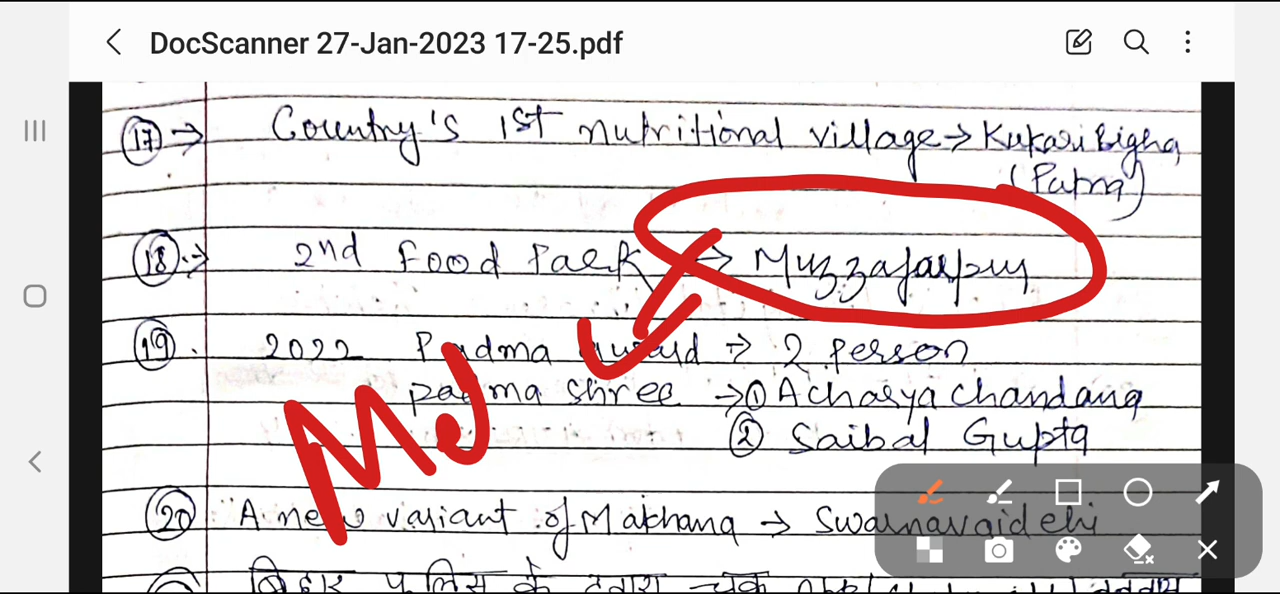 DocScanner 27-Jan-2023 17-25.pdf
17 → Country's 1st nutritional village → Kukari Bigha
(Patna)
18 → 2nd Food Park → Muzzafarpur
19. 2022 Padma Award → 2 person
padma shree → ① Acharya Chandana
② Saibal Gupta
MJ
20 "A new variant of Makhana → Swarnavaidehi
बिहार पुलिस के द्वारा